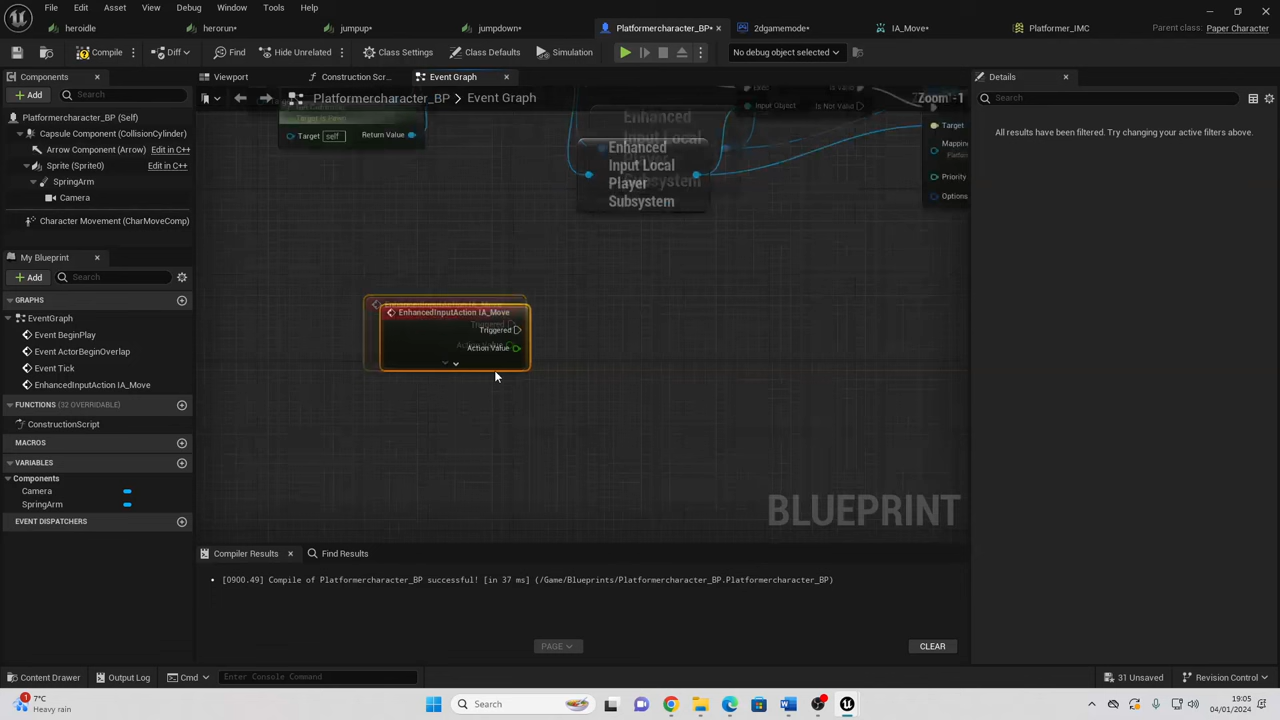 File Edit Asset View Debug Window Tools Help
heroidle
herorun*
jumpup*
jumpdown*
Platformercharacter_BP*
2dgamemode*
IA_Move*
Platformer_IMC
Parent class: Paper Character
Compile
Diff
Find
Hide Unrelated
Class Settings
Class Defaults
Simulation
No debug object selected
Components
Add
Search
Platformercharacter_BP (Self)
Capsule Component (CollisionCylinder)
Arrow Component (Arrow) Edit in C++
Sprite (Sprite0) Edit in C++
SpringArm
Camera
Character Movement (CharMoveComp)
My Blueprint
Add
Search
GRAPHS
EventGraph
Event BeginPlay
Event ActorBeginOverlap
Event Tick
EnhancedInputAction IA_Move
FUNCTIONS (32 OVERRIDABLE)
ConstructionScript
MACROS
VARIABLES
Components
Camera
SpringArm
EVENT DISPATCHERS
Viewport
Construction Scr...
Event Graph
Platformercharacter_BP > Event Graph
Zoom -1
Target self
Return Value
Enhanced
Input Local
Player
Subsystem
Input Object
Is Not Valid
Target
Priority
Options
EnhancedInputAction IA_Move
Triggered
Action Value
BLUEPRINT
Details
Search
All results have been filtered. Try changing your active filters above.
Compiler Results
Find Results
[0900.49] Compile of Platformercharacter_BP successful! [in 37 ms] (/Game/Blueprints/Platformercharacter_BP.Platformercharacter_BP)
PAGE
CLEAR
Content Drawer
Output Log
Cmd
Enter Console Command
31 Unsaved
Revision Control
1
7°C
Heavy rain
Search
19:05
04/01/2024